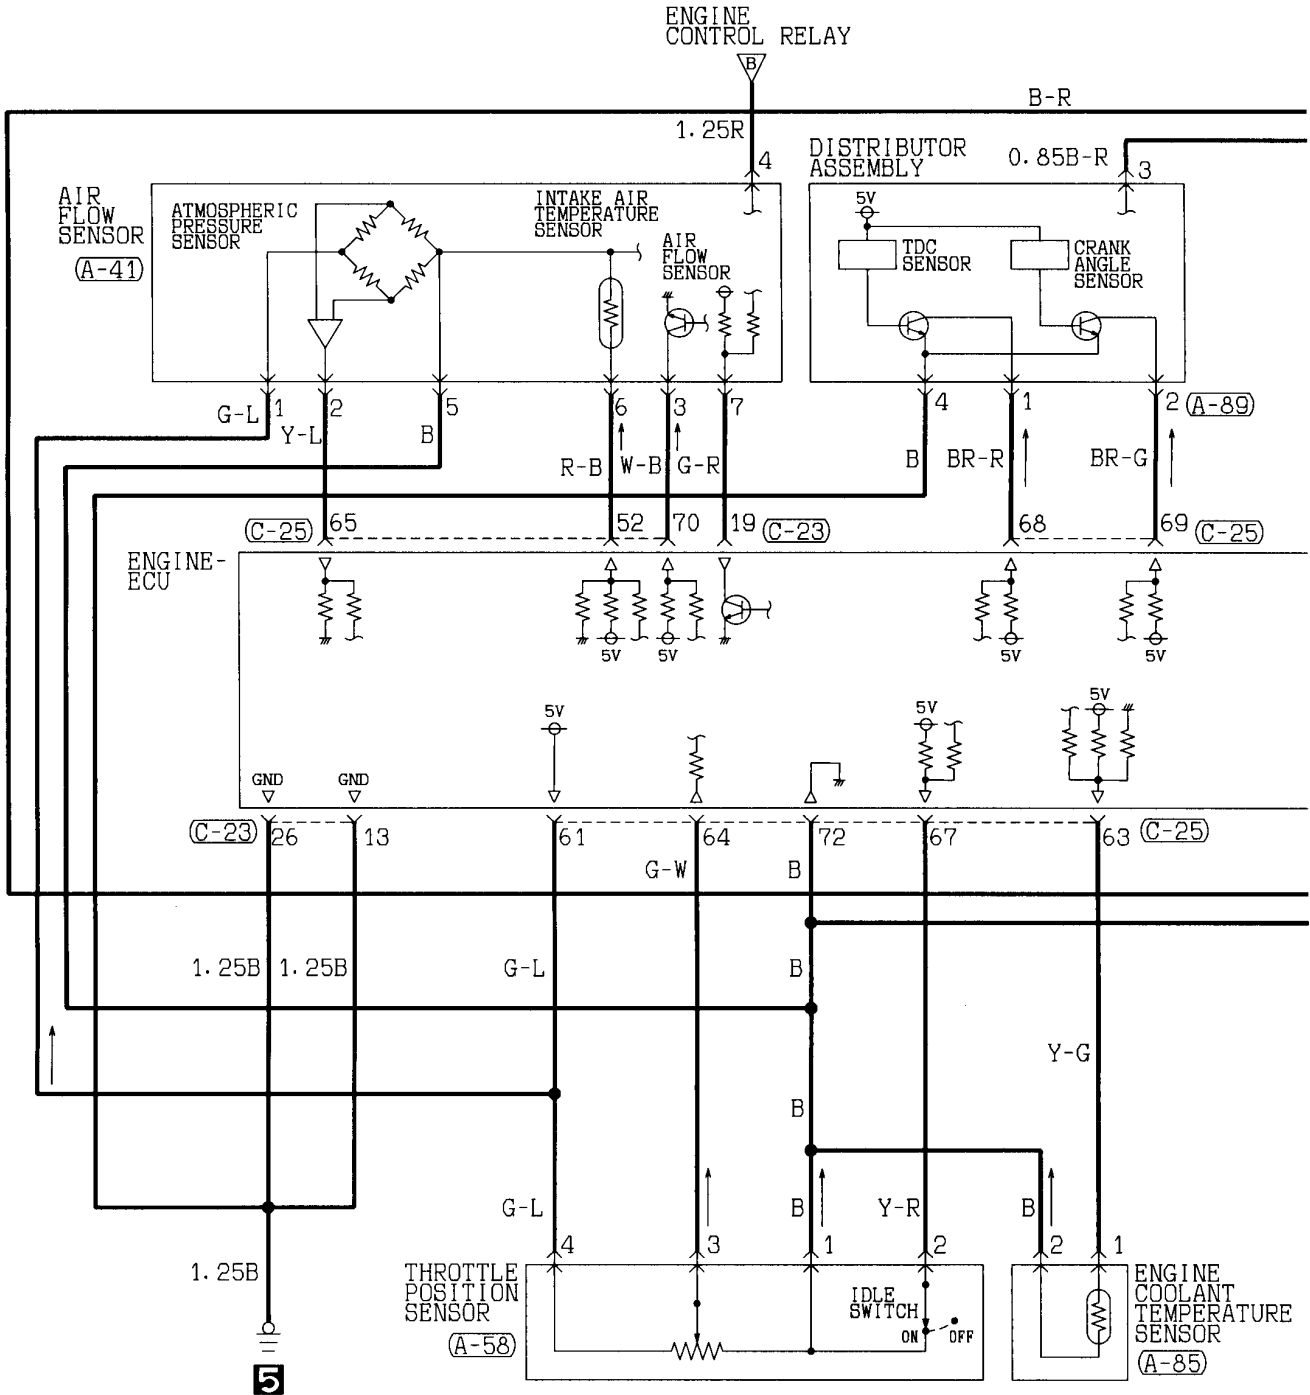 ENGINE
CONTROL RELAY
B
B-R
1.25R
4
DISTRIBUTOR
ASSEMBLY
0.85B-R
3
AIR
FLOW
SENSOR
(A-41)
ATMOSPHERIC
PRESSURE
SENSOR
INTAKE AIR
TEMPERATURE
SENSOR
AIR
FLOW
SENSOR
5V
TDC
SENSOR
CRANK
ANGLE
SENSOR
G-L
1
2
5
6
3
7
4
1
2
(A-89)
Y-L
B
R-B
W-B
G-R
B
BR-R
BR-G
(C-25)
65
52
70
19
(C-23)
68
69
(C-25)
ENGINE-
ECU
5V
5V
5V
5V
5V
5V
5V
GND
GND
(C-23)
26
13
61
64
72
67
63
(C-25)
G-W
B
1.25B
1.25B
G-L
B
Y-G
B
G-L
B
Y-R
B
4
3
1
2
2
1
1.25B
THROTTLE
POSITION
SENSOR
(A-58)
IDLE
SWITCH
ON
OFF
ENGINE
COOLANT
TEMPERATURE
SENSOR
(A-85)
5